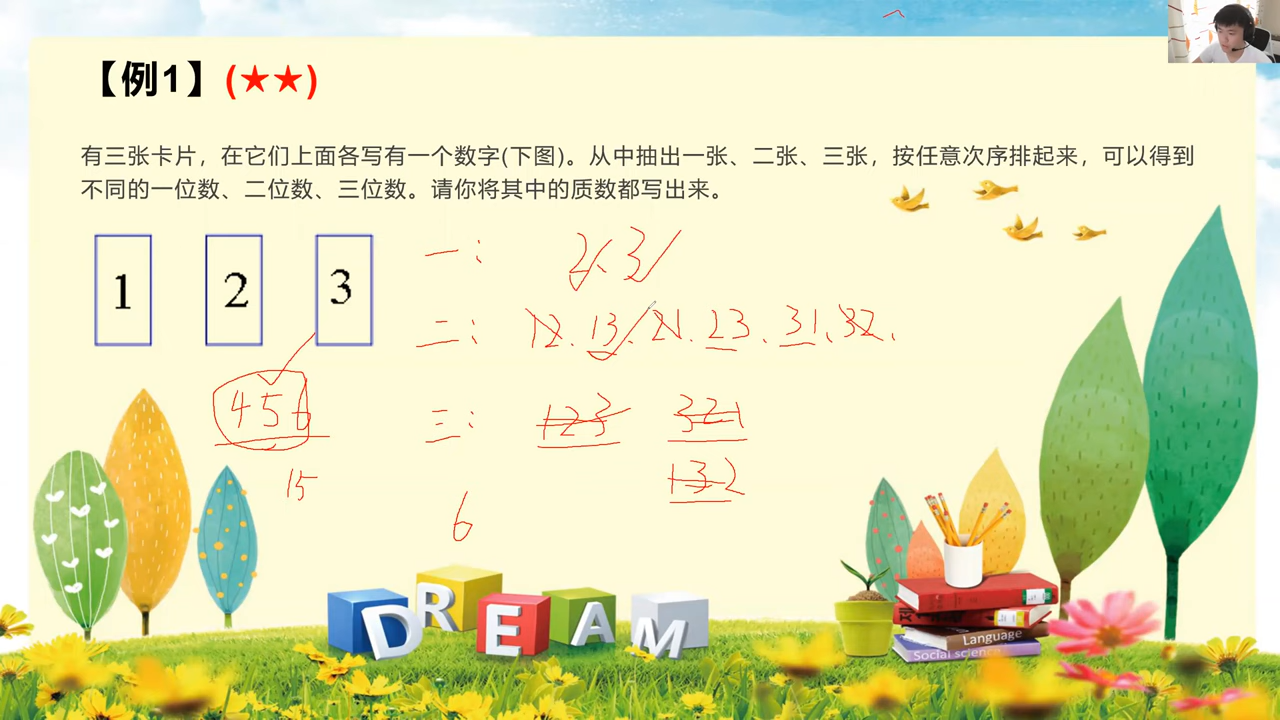 【例1】(★★)
有三张卡片，在它们上面各写有一个数字(下图)。从中抽出一张、二张、三张，按任意次序排起来，可以得到
不同的一位数、二位数、三位数。请你将其中的质数都写出来。
1 2 3
一： 2、3
二： 12、13、21、23、31、32、
456
三： 123 321
15
132
6
DREAM
Language
Social science